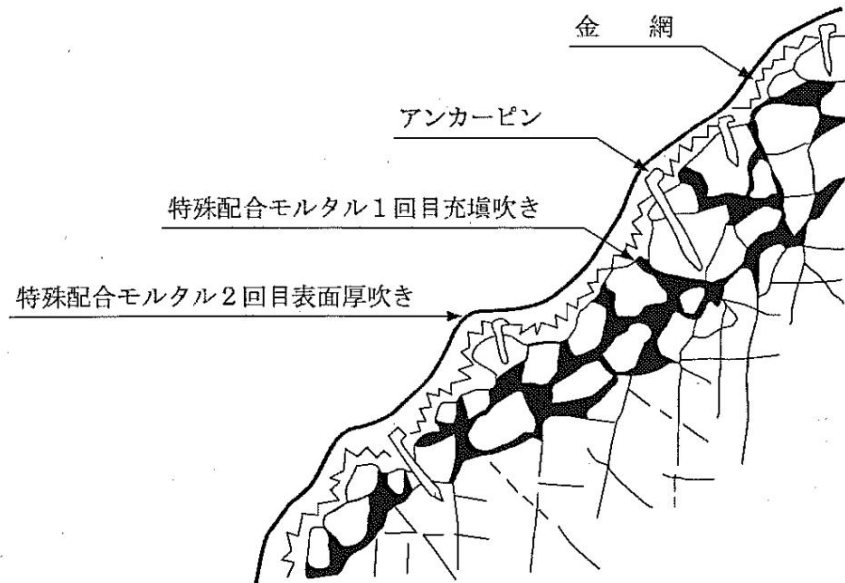 金　網
アンカーピン
特殊配合モルタル1回目充塡吹き
特殊配合モルタル2回目表面厚吹き